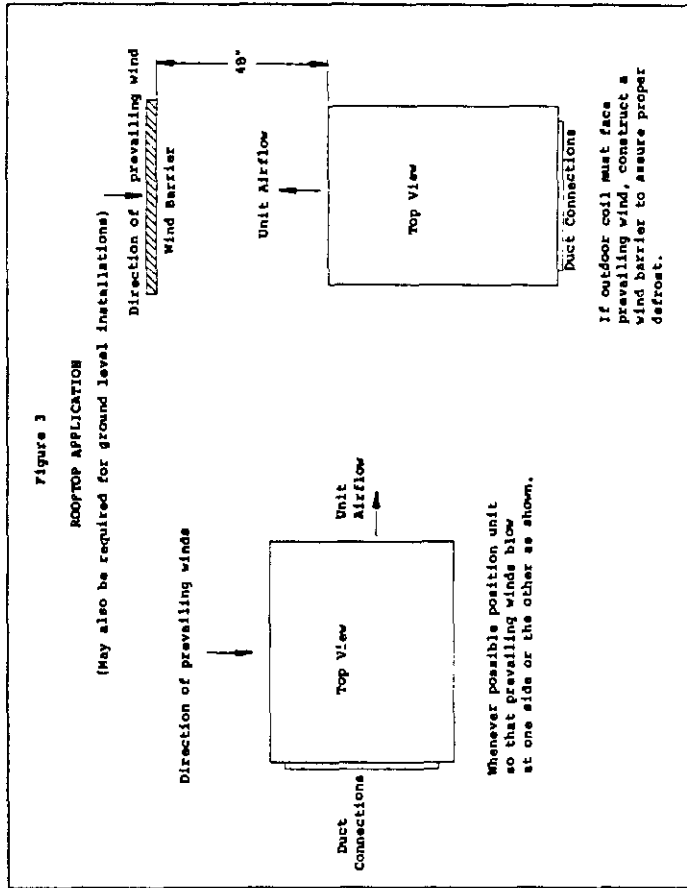 Figure 3
ROOFTOP APPLICATION
(May also be required for ground level installations)
Direction of prevailing winds
Top View
Unit
Airflow
Duct
Connections
Whenever possible position unit
so that prevailing winds blow
at one side or the other as shown.
Direction of prevailing wind
Wind Barrier
48"
Unit Airflow
Top View
Duct Connections
If outdoor coil must face
prevailing wind, construct a
wind barrier to assure proper
defrost.